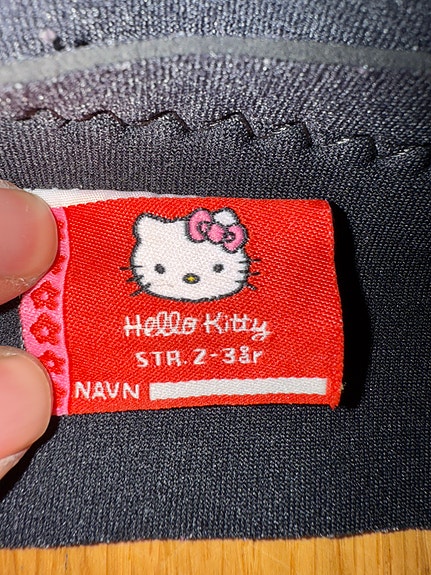 Hello Kitty
STR. 2-3år
NAVN